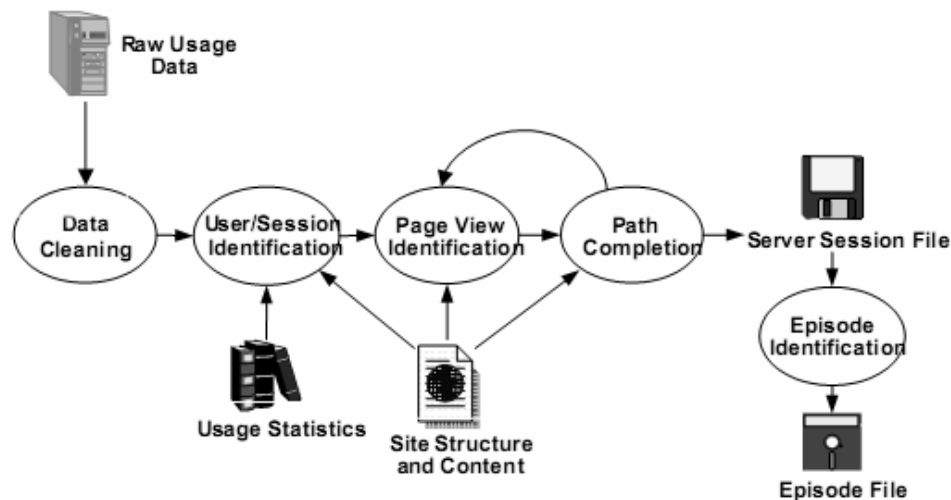 Raw Usage
Data
Data
Cleaning
User/Session
Identification
Page View
Identification
Path
Completion
Server Session File
Episode
Identification
Usage Statistics
Site Structure
and Content
Episode File